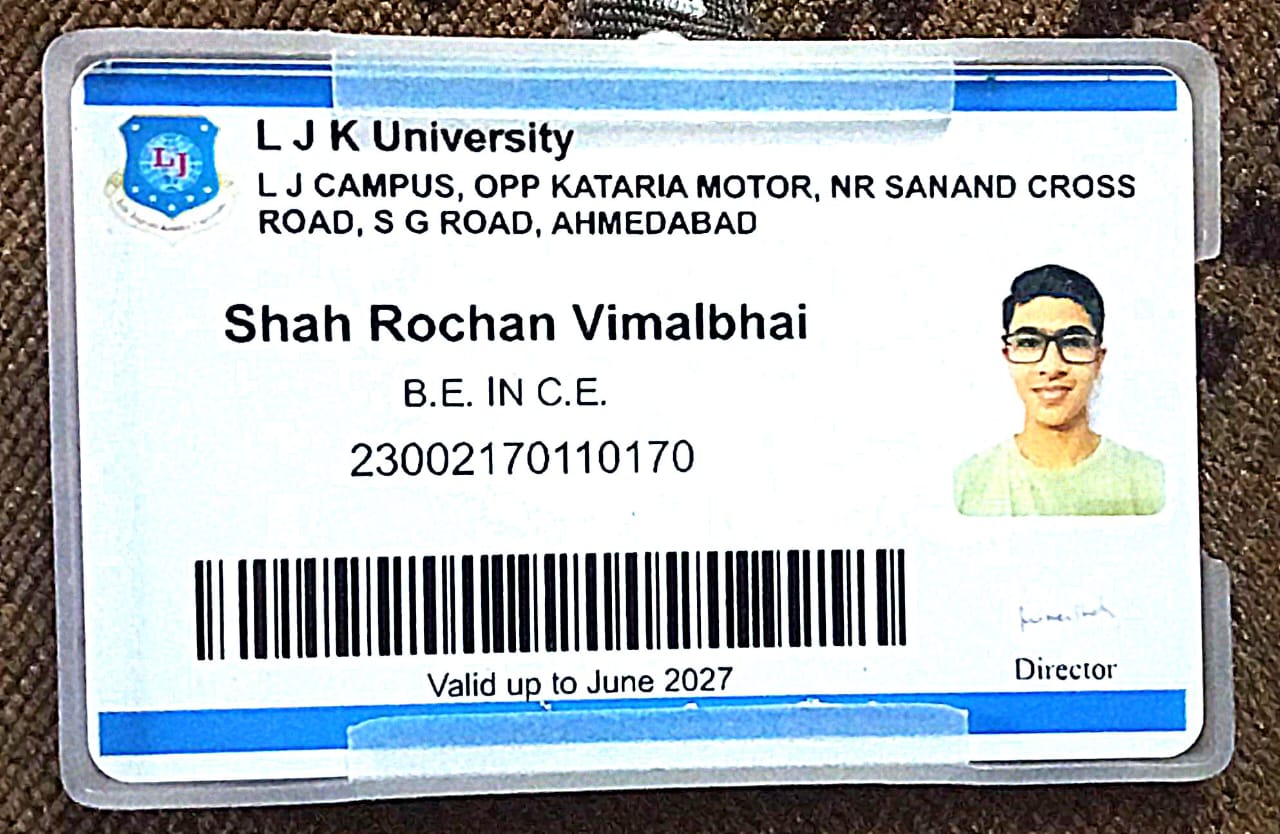 L J K University
L J CAMPUS, OPP KATARIA MOTOR, NR SANAND CROSS
ROAD, S G ROAD, AHMEDABAD
LJ
Shah Rochan Vimalbhai
B.E. IN C.E.
23002170110170
Valid up to June 2027
Director